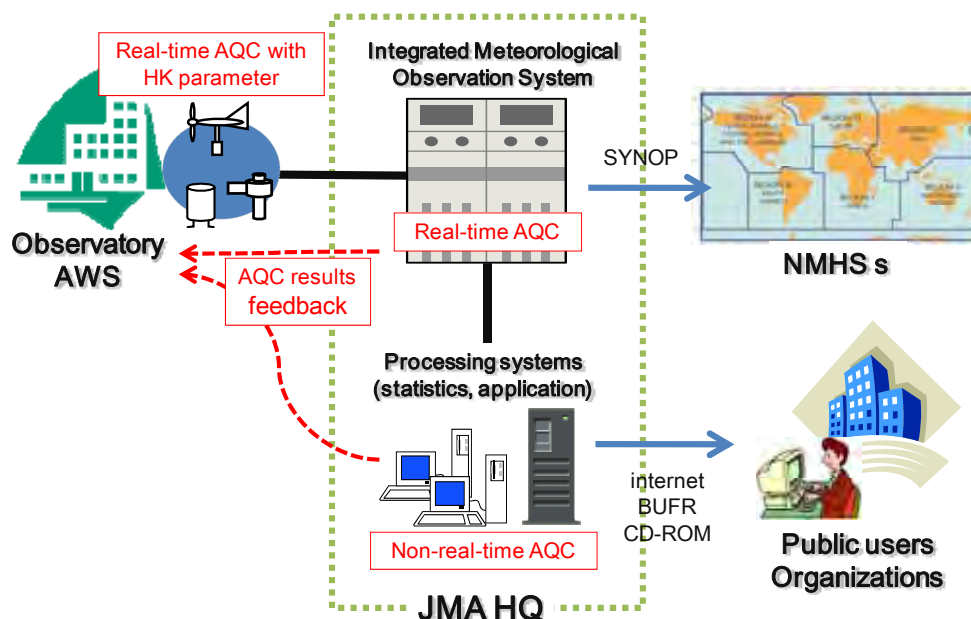 Real-time AQC with
HK parameter
Integrated Meteorological
Observation System
SYNOP
Observatory
AWS
Real-time AQC
AQC results
feedback
NMHS s
Processing systems
(statistics, application)
internet
BUFR
CD-ROM
Non-real-time AQC
Public users
Organizations
JMA HQ